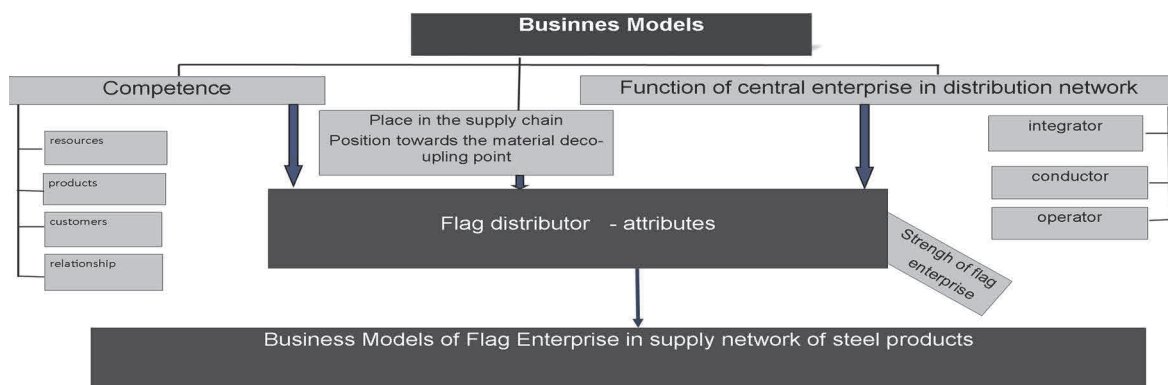 Businnes Models
Competence
Function of central enterprise in distribution network
resources
products
customers
relationship
Place in the supply chain
Position towards the material deco-
upling point
integrator
conductor
operator
Flag distributor - attributes
Strengh of flag
enterprise
Business Models of Flag Enterprise in supply network of steel products